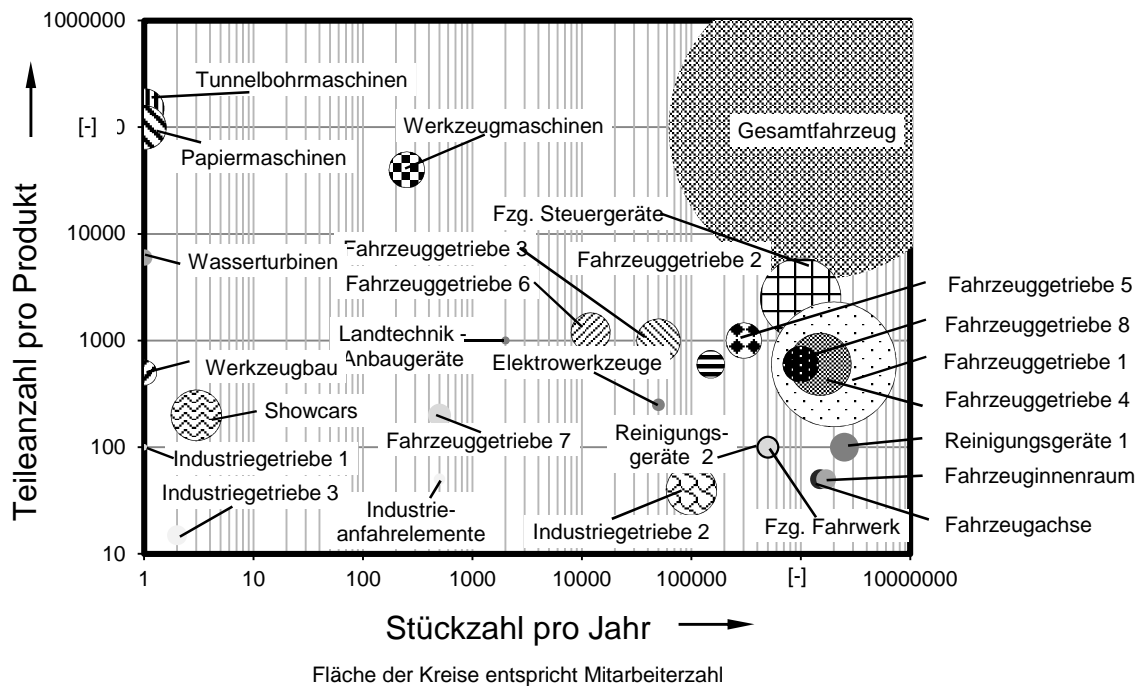 1000000
Tunnelbohrmaschinen
[-]
Werkzeugmaschinen
Gesamtfahrzeug
Papiermaschinen
Fzg. Steuergeräte
10000
Wasserturbinen
Fahrzeuggetriebe 3
Fahrzeuggetriebe 2
Fahrzeuggetriebe 6
Fahrzeuggetriebe 5
Fahrzeuggetriebe 8
Landtechnik -
Anbaugeräte
1000
Elektrowerkzeuge
Fahrzeuggetriebe 1
Werkzeugbau
Fahrzeuggetriebe 4
Showcars
Fahrzeuggetriebe 7
Reinigungs-
geräte 2
Reinigungsgeräte 1
100
Industriegetriebe 1
Fahrzeuginnenraum
Industriegetriebe 3
Industrie-
anfahrelemente
Industriegetriebe 2
Fzg. Fahrwerk
Fahrzeugachse
10
Teileanzahl pro Produkt
1 10 100 1000 10000 100000 [-] 10000000
Stückzahl pro Jahr
Fläche der Kreise entspricht Mitarbeiterzahl